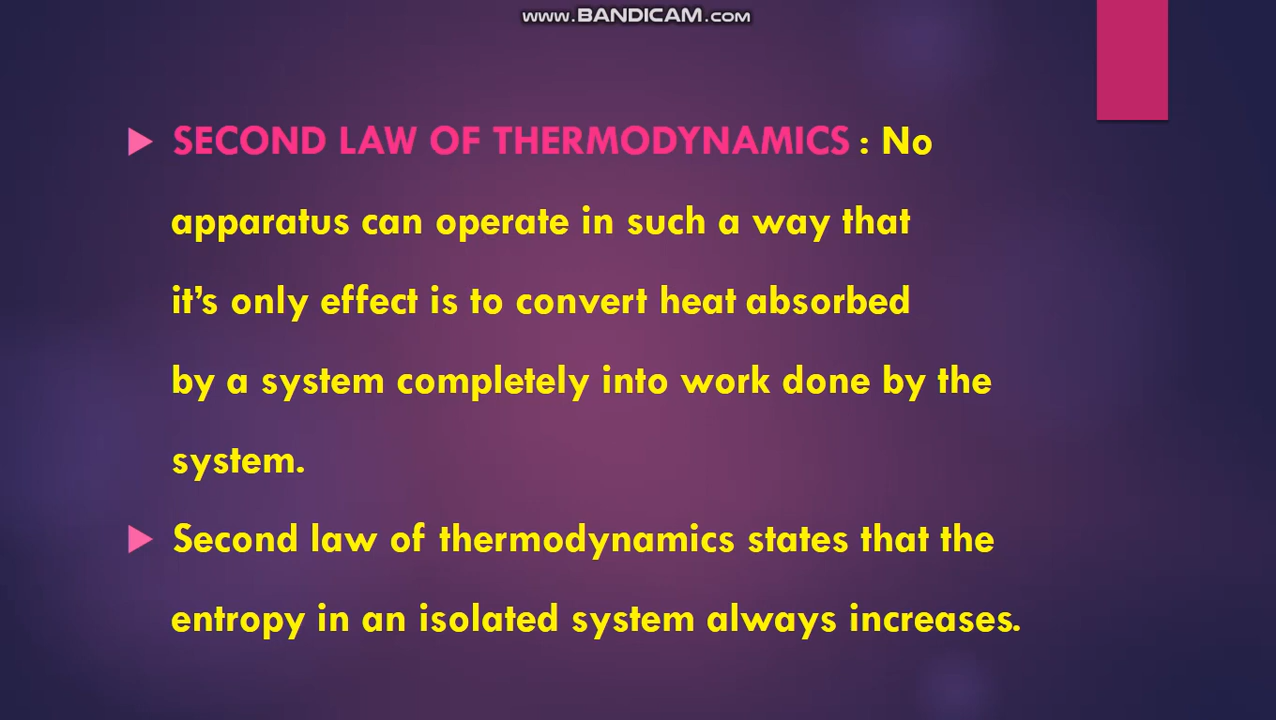 www.BANDICAM.com
SECOND LAW OF THERMODYNAMICS : No
apparatus can operate in such a way that
it’s only effect is to convert heat absorbed
by a system completely into work done by the
system.
Second law of thermodynamics states that the
entropy in an isolated system always increases.